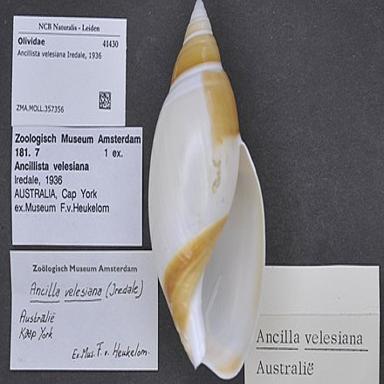 NCB Naturalis - Leiden
Olividae 41430
Ancillista velesiana Iredale, 1936
ZMA.MOLL.357356
Zoologisch Museum Amsterdam
181. 7 1 ex.
Ancillista velesiana
Iredale, 1936
AUSTRALIA, Cap York
ex.Museum F.v.Heukelom
Zoölogisch Museum Amsterdam
Ancilla velesiana (Iredale)
Australië
Kaap York
Ex. Mus. F. v. Heukelom.
Ancilla velesiana
Australië